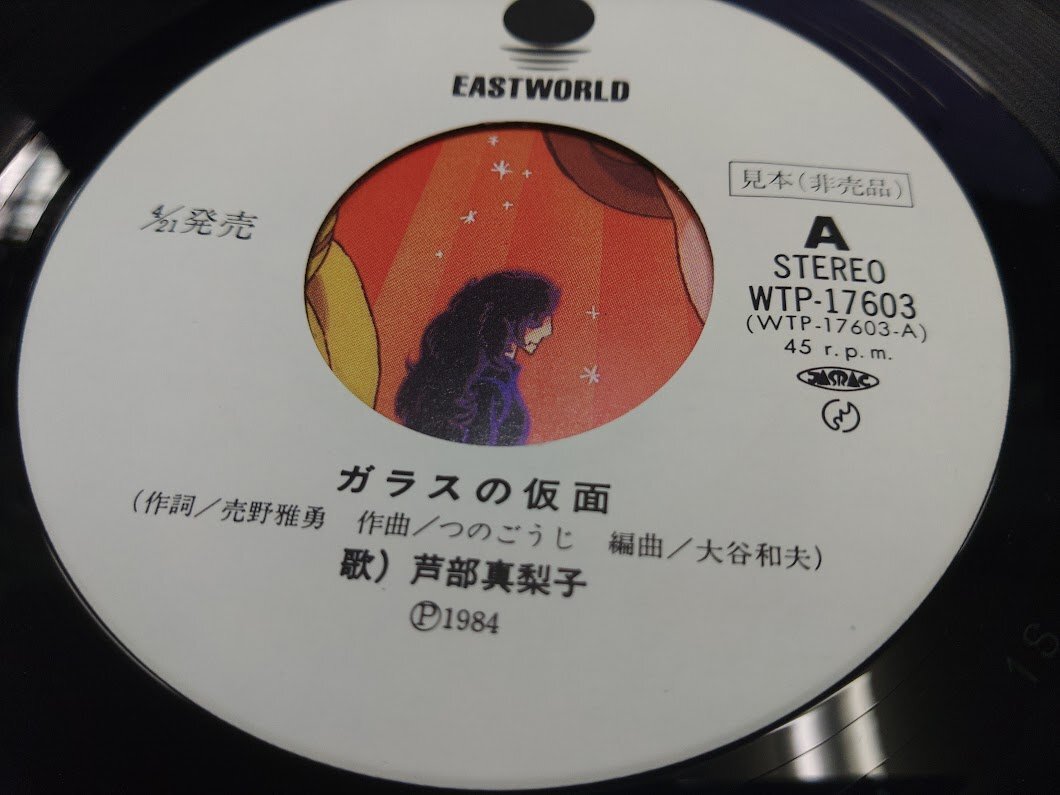 EASTWORLD
見本(非売品)
4/21発売
A
STEREO
WTP-17603
(WTP-17603-A)
45 r.p.m.
JASRAC
ガラスの仮面
(作詞/売野雅勇 作曲/つのごうじ 編曲/大谷和夫)
歌)芦部真梨子
Ⓟ1984
1S